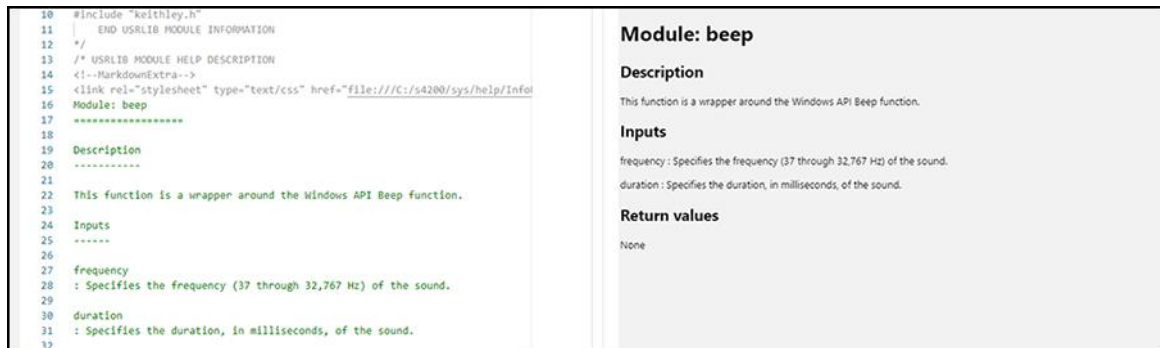 10 #include "keithley.h"
11 END USRLIB MODULE INFORMATION
12 */
13 /* USRLIB MODULE HELP DESCRIPTION
14 <!--MarkdownExtra-->
15 <link rel="stylesheet" type="text/css" href="file:///C:/s4200/sys/help/Info
16 Module: beep
17 ==================
18
19 Description
20 -----------
21
22 This function is a wrapper around the Windows API Beep function.
23
24 Inputs
25 ------
26
27 frequency
28 : Specifies the frequency (37 through 32,767 Hz) of the sound.
29
30 duration
31 : Specifies the duration, in milliseconds, of the sound.
32
Module: beep
Description
This function is a wrapper around the Windows API Beep function.
Inputs
frequency : Specifies the frequency (37 through 32,767 Hz) of the sound.
duration : Specifies the duration, in milliseconds, of the sound.
Return values
None